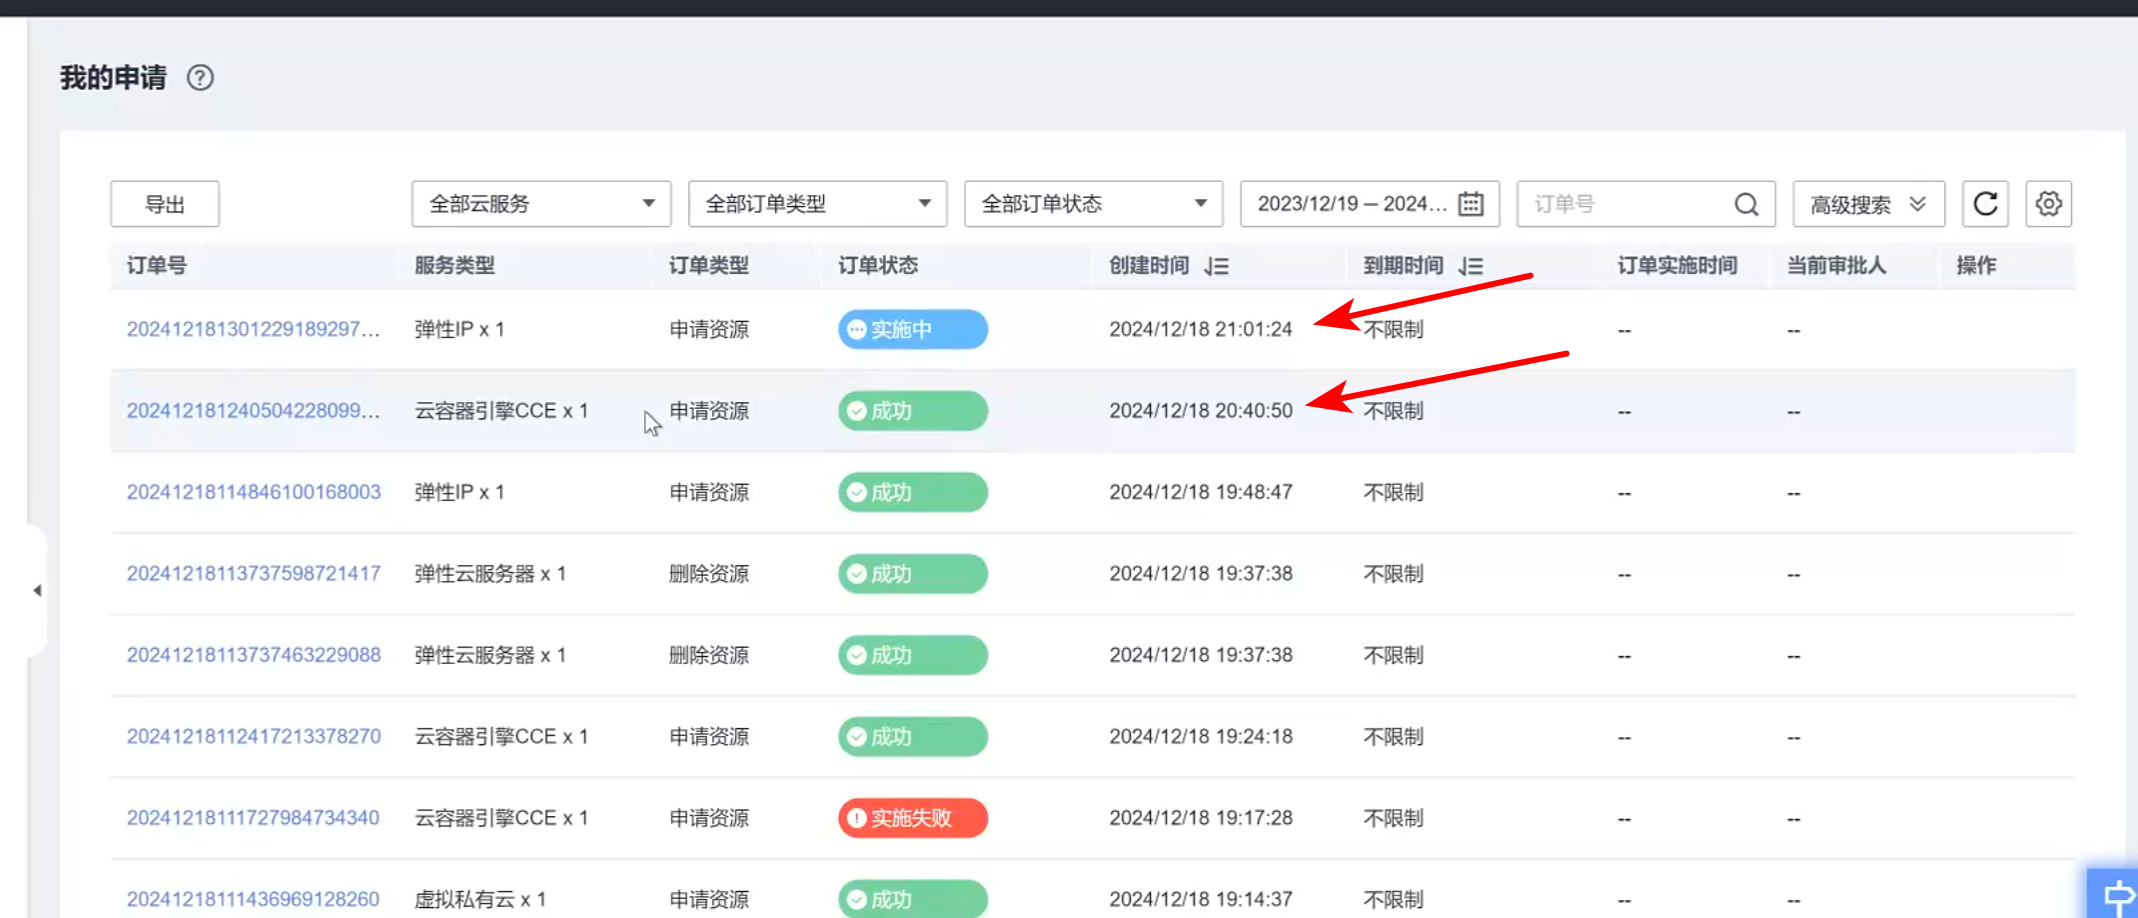 我的申请
导出 全部云服务 全部订单类型 全部订单状态 2023/12/19 — 2024... 订单号 高级搜索
订单号 服务类型 订单类型 订单状态 创建时间 到期时间 订单实施时间 当前审批人 操作
202412181301229189297... 弹性IP x 1 申请资源 实施中 2024/12/18 21:01:24 不限制 -- --
202412181240504228099... 云容器引擎CCE x 1 申请资源 成功 2024/12/18 20:40:50 不限制 -- --
20241218114846100168003 弹性IP x 1 申请资源 成功 2024/12/18 19:48:47 不限制 -- --
20241218113737598721417 弹性云服务器 x 1 删除资源 成功 2024/12/18 19:37:38 不限制 -- --
20241218113737463229088 弹性云服务器 x 1 删除资源 成功 2024/12/18 19:37:38 不限制 -- --
20241218112417213378270 云容器引擎CCE x 1 申请资源 成功 2024/12/18 19:24:18 不限制 -- --
20241218111727984734340 云容器引擎CCE x 1 申请资源 实施失败 2024/12/18 19:17:28 不限制 -- --
20241218111436969128260 虚拟私有云 x 1 申请资源 成功 2024/12/18 19:14:37 不限制 -- --